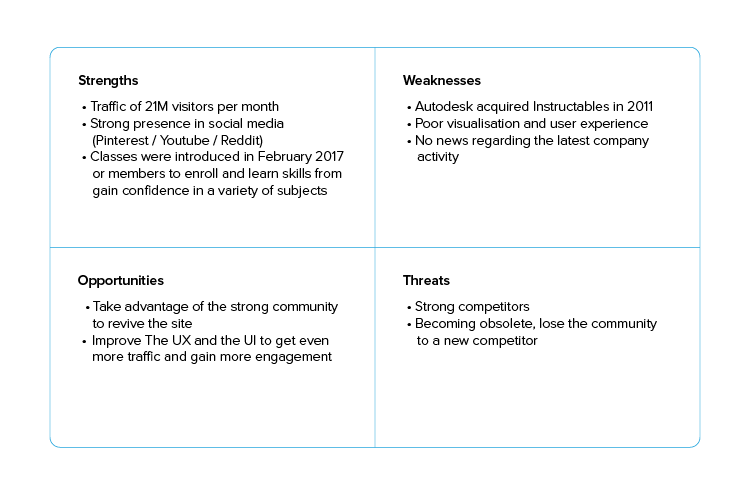 Strengths
• Traffic of 21M visitors per month
• Strong presence in social media
(Pinterest / Youtube / Reddit)
• Classes were introduced in February 2017
or members to enroll and learn skills from
gain confidence in a variety of subjects
Weaknesses
• Autodesk acquired Instructables in 2011
• Poor visualisation and user experience
• No news regarding the latest company
activity
Opportunities
• Take advantage of the strong community
to revive the site
• Improve The UX and the UI to get even
more traffic and gain more engagement
Threats
• Strong competitors
• Becoming obsolete, lose the community
to a new competitor